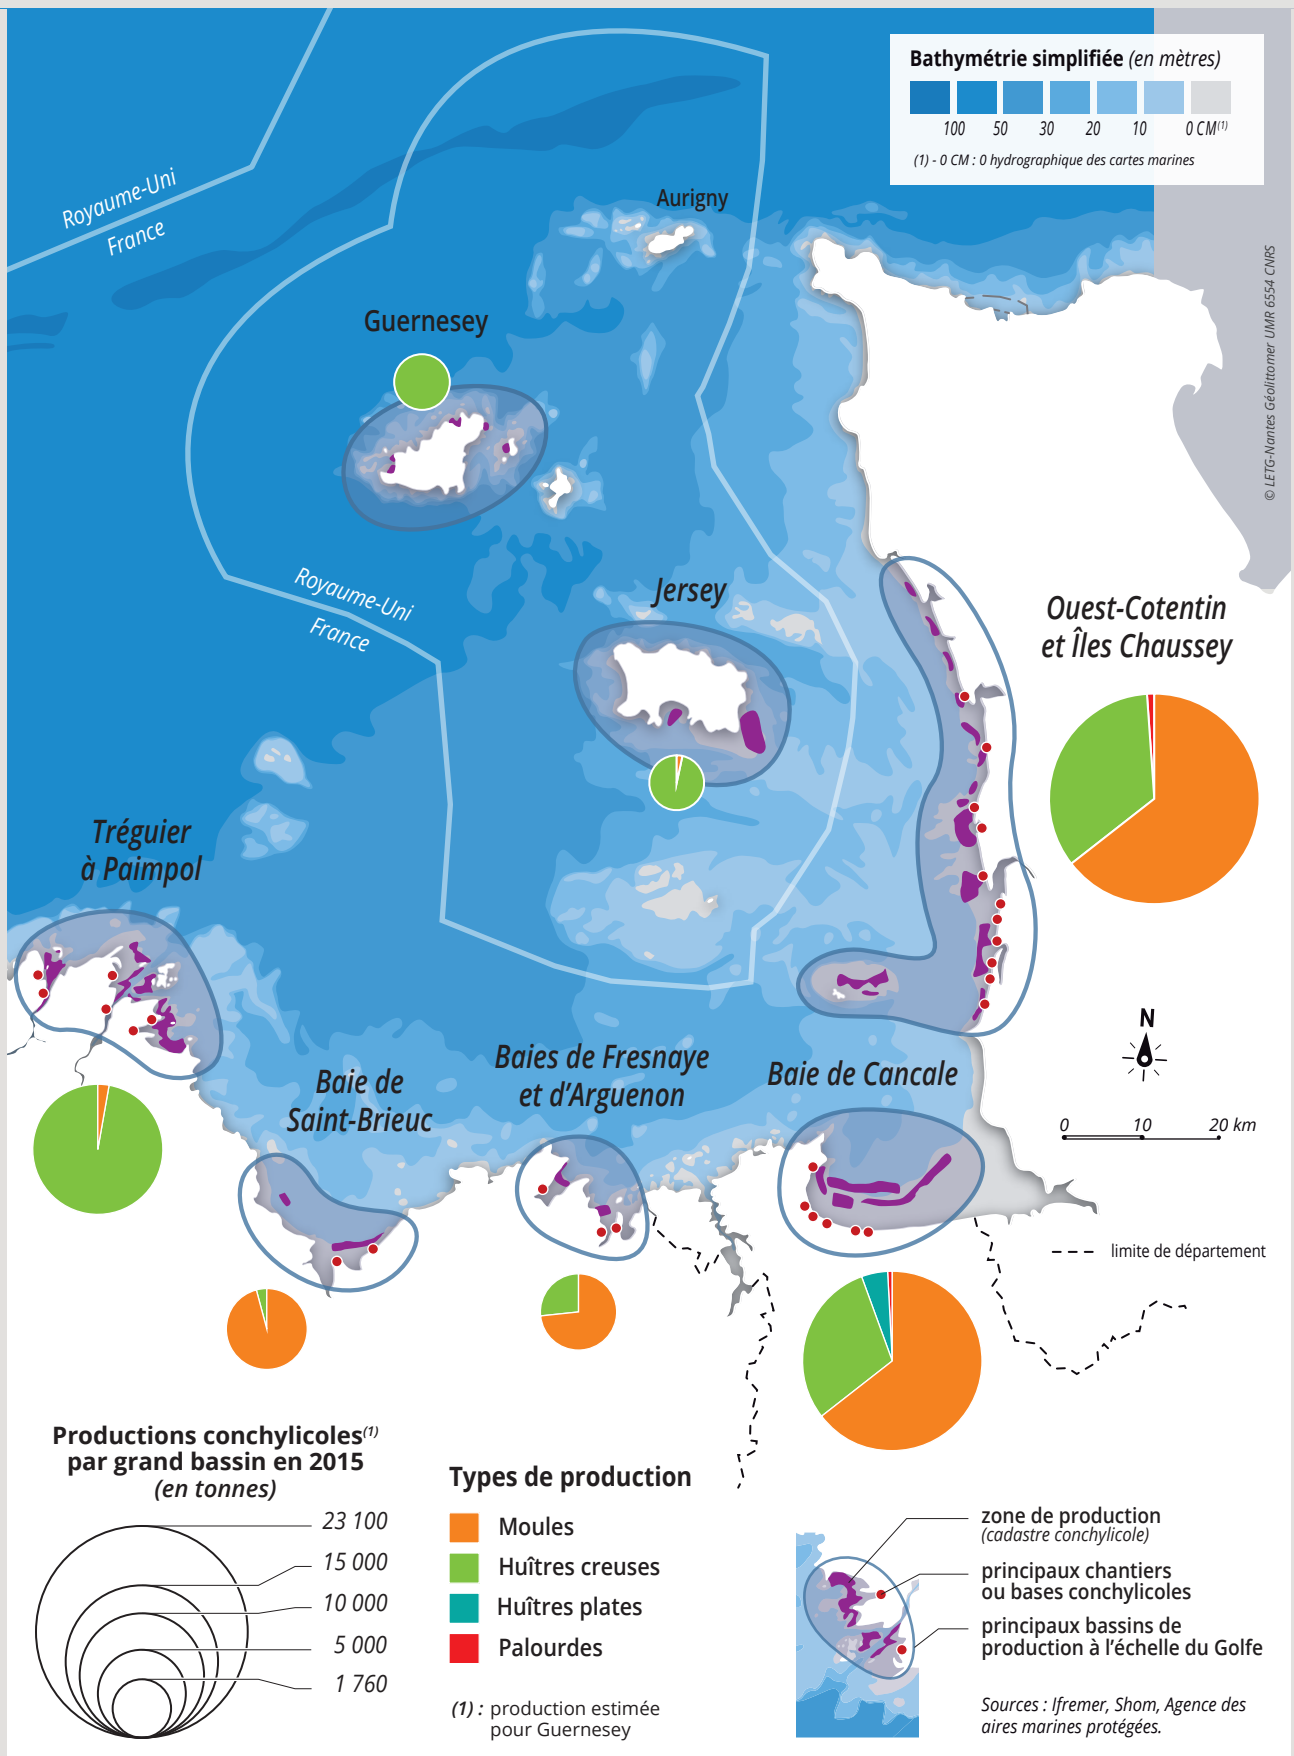 Bathymétrie simplifiée (en mètres)
100 50 30 20 10 0 CM(1)
(1) - 0 CM : 0 hydrographique des cartes marines
© LETG-Nantes Géolittomer UMR 6554 CNRS
Royaume-Uni
France
Aurigny
Guernesey
Royaume-Uni
France
Jersey
Ouest-Cotentin
et Îles Chaussey
Tréguier
à Paimpol
Baie de
Saint-Brieuc
Baies de Fresnaye
et d’Arguenon
Baie de Cancale
N
0 10 20 km
limite de département
Productions conchylicoles(1)
par grand bassin en 2015
(en tonnes)
23 100
15 000
10 000
5 000
1 760
Types de production
Moules
Huîtres creuses
Huîtres plates
Palourdes
(1) : production estimée
pour Guernesey
zone de production
(cadastre conchylicole)
principaux chantiers
ou bases conchylicoles
principaux bassins de
production à l’échelle du Golfe
Sources : Ifremer, Shom, Agence des
aires marines protégées.